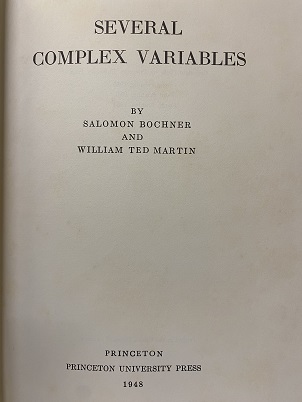 SEVERAL
COMPLEX VARIABLES
BY
SALOMON BOCHNER
AND
WILLIAM TED MARTIN
PRINCETON
PRINCETON UNIVERSITY PRESS
1948